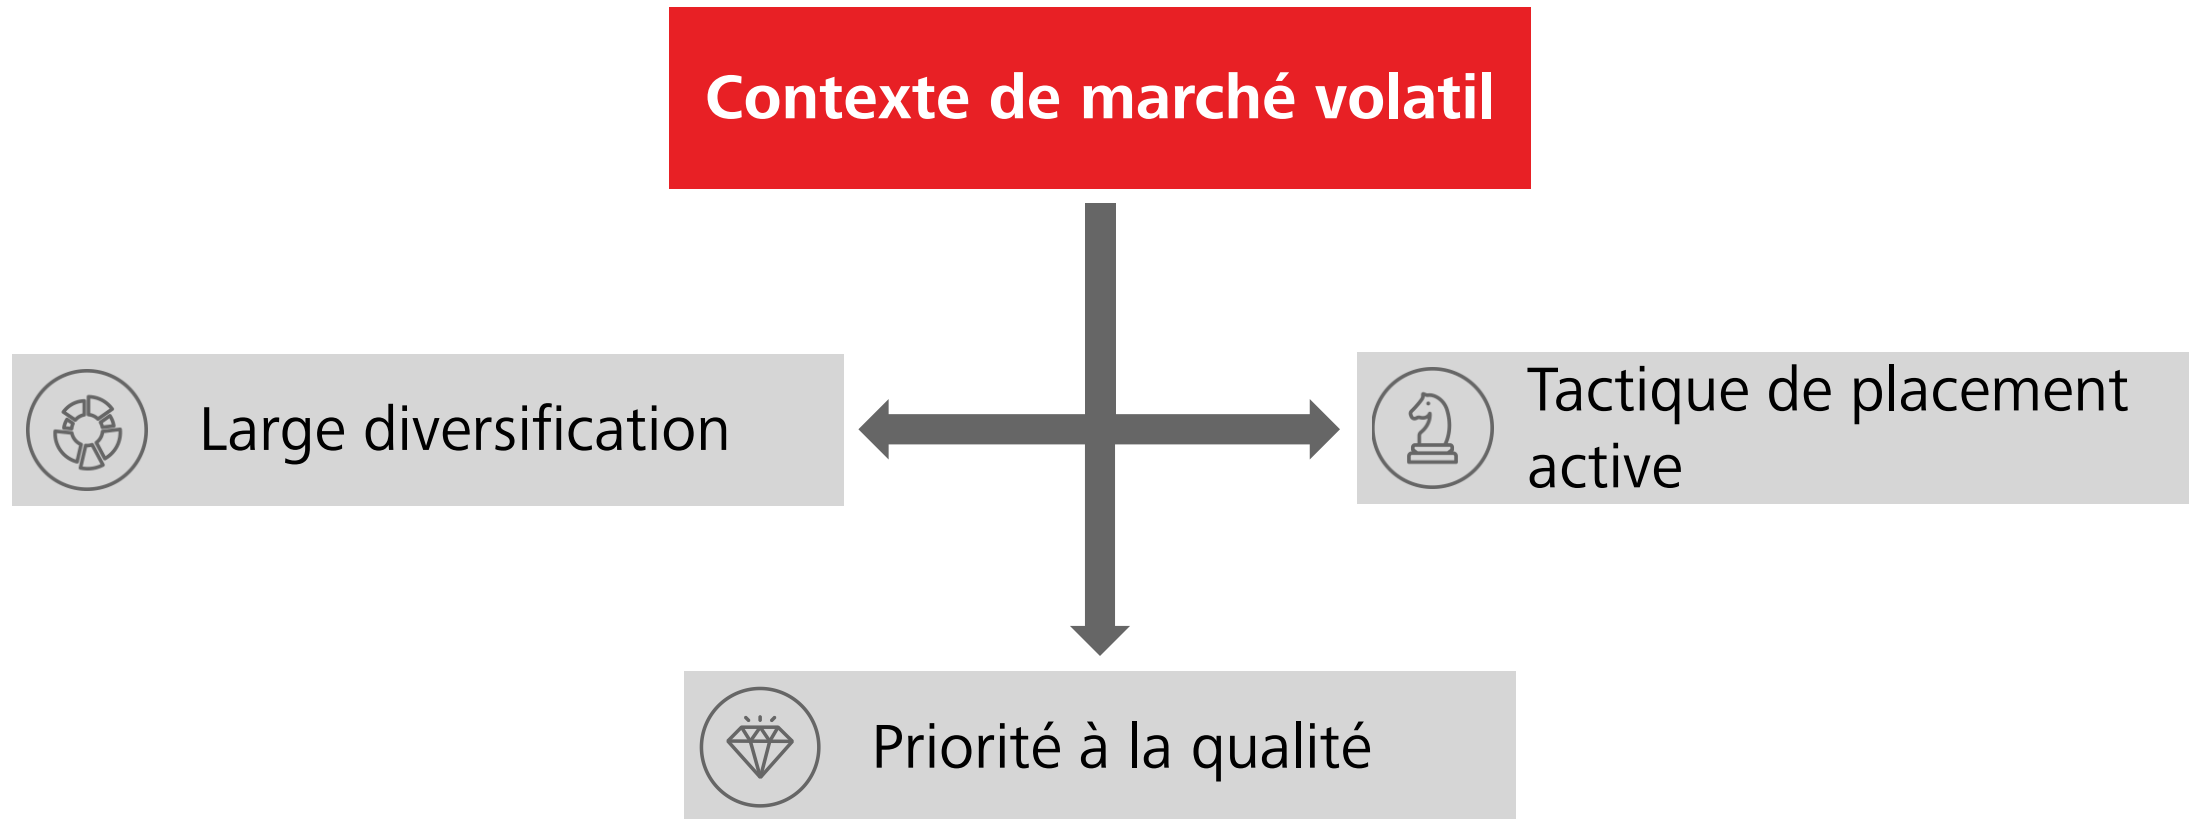 Contexte de marché volatil
Large diversification
Tactique de placement
active
Priorité à la qualité